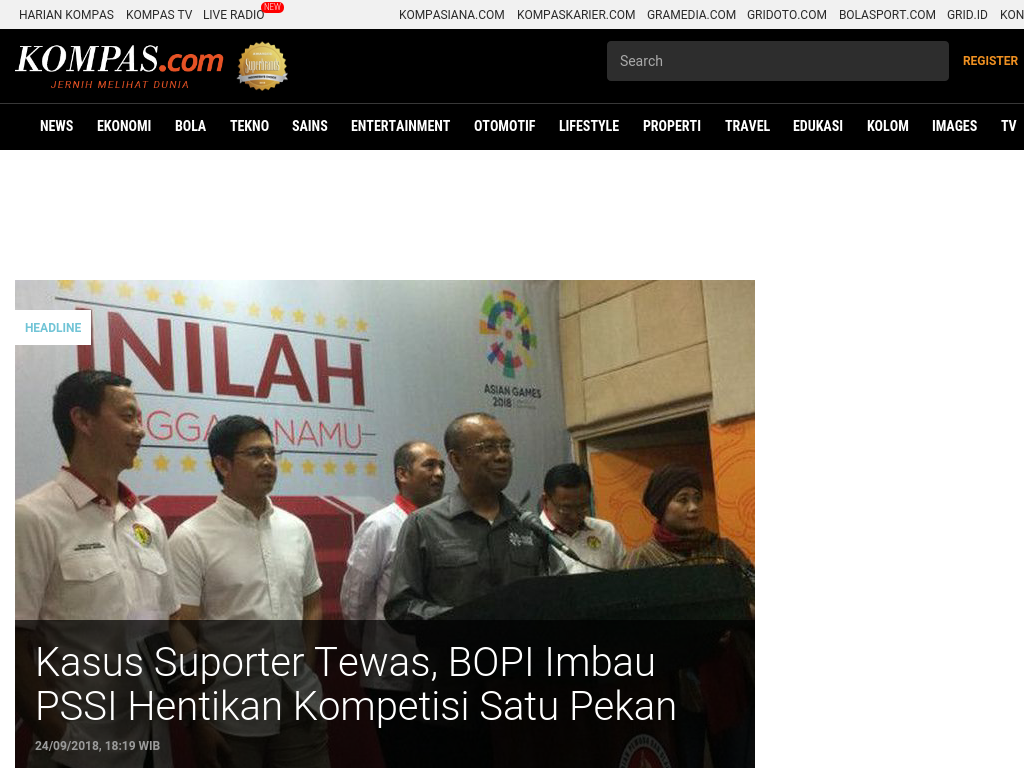 HARIAN KOMPAS KOMPAS TV LIVE RADIO NEW KOMPASIANA.COM KOMPASKARIER.COM GRAMEDIA.COM GRIDOTO.COM BOLASPORT.COM GRID.ID KON
KOMPAS.com
JERNIH MELIHAT DUNIA
Superbrands
Search
REGISTER
NEWS EKONOMI BOLA TEKNO SAINS ENTERTAINMENT OTOMOTIF LIFESTYLE PROPERTI TRAVEL EDUKASI KOLOM IMAGES TV
HEADLINE
INILAH
ANAMU
ASIAN GAMES
2018
Kasus Suporter Tewas, BOPI Imbau
PSSI Hentikan Kompetisi Satu Pekan
24/09/2018, 18:19 WIB